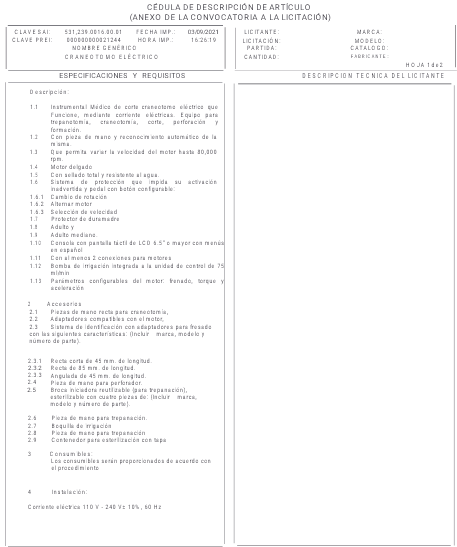 CÉDULA DE DESCRIPCIÓN DE ARTÍCULO
(ANEXO DE LA CONVOCATORIA A LA LICITACIÓN)
CLAVE SAI: 531,239.0016.00.01 FECHA IMP.: 03/09/2021
CLAVE PREI: 000000000021244 HORA IMP.: 16:26:19
NOMBRE GENÉRICO
CRANEOTOMO ELÉCTRICO
LICITANTE: MARCA:
LICITACIÓN: MODELO:
PARTIDA: CATALOGO:
CANTIDAD: FABRICANTE:
HOJA 1 de 2
ESPECIFICACIONES Y REQUISITOS
DESCRIPCION TECNICA DEL LICITANTE
Descripción:
1.1 Instrumental Médico de corte craneotomo eléctrico que
Funcione, mediante corriente eléctricas. Equipo para
trepanotomía, craneotomía, corte, perforación y
formación.
1.2 Con pieza de mano y reconocimiento automático de la
misma.
1.3 Que permita variar la velocidad del motor hasta 80,000
rpm.
1.4 Motor delgado
1.5 Con sellado total y resistente al agua.
1.6 Sistema de protección que impida su activación
inadvertida y pedal con botón configurable:
1.6.1 Cambio de rotación
1.6.2 Alternar motor
1.6.3 Selección de velocidad
1.7 Protector de duramadre
1.8 Adulto y
1.9 Adulto mediano.
1.10 Consola con pantalla táctil de LCD 6.5" o mayor con menús
en español
1.11 Con al menos 2 conexiones para motores
1.12 Bomba de irrigación integrada a la unidad de control de 75
ml/min
1.13 Parámetros configurables del motor: frenado, torque y
aceleración
2 Accesorios
2.1 Piezas de mano recta para craneotomía,
2.2 Adaptadores compatibles con el motor,
2.3 Sistema de Identificación con adaptadores para fresado
con las siguientes características: (Incluir marca, modelo y
número de parte).
2.3.1 Recta corta de 45 mm. de longitud.
2.3.2 Recta de 85 mm. de longitud.
2.3.3 Angulada de 45 mm. de longitud.
2.4 Pieza de mano para perforador.
2.5 Broca iniciadora reutilizable (para trepanación),
esterilizable con cuatro piezas de: (Incluir marca,
modelo y número de parte).
2.6 Pieza de mano para trepanación.
2.7 Boquilla de irrigación
2.8 Pieza de mano para trepanación
2.9 Contenedor para esterilización con tapa
3 Consumibles:
Los consumibles serán proporcionados de acuerdo con
el procedimiento
4 Instalación:
Corriente eléctrica 110 V - 240 V± 10%, 60 Hz